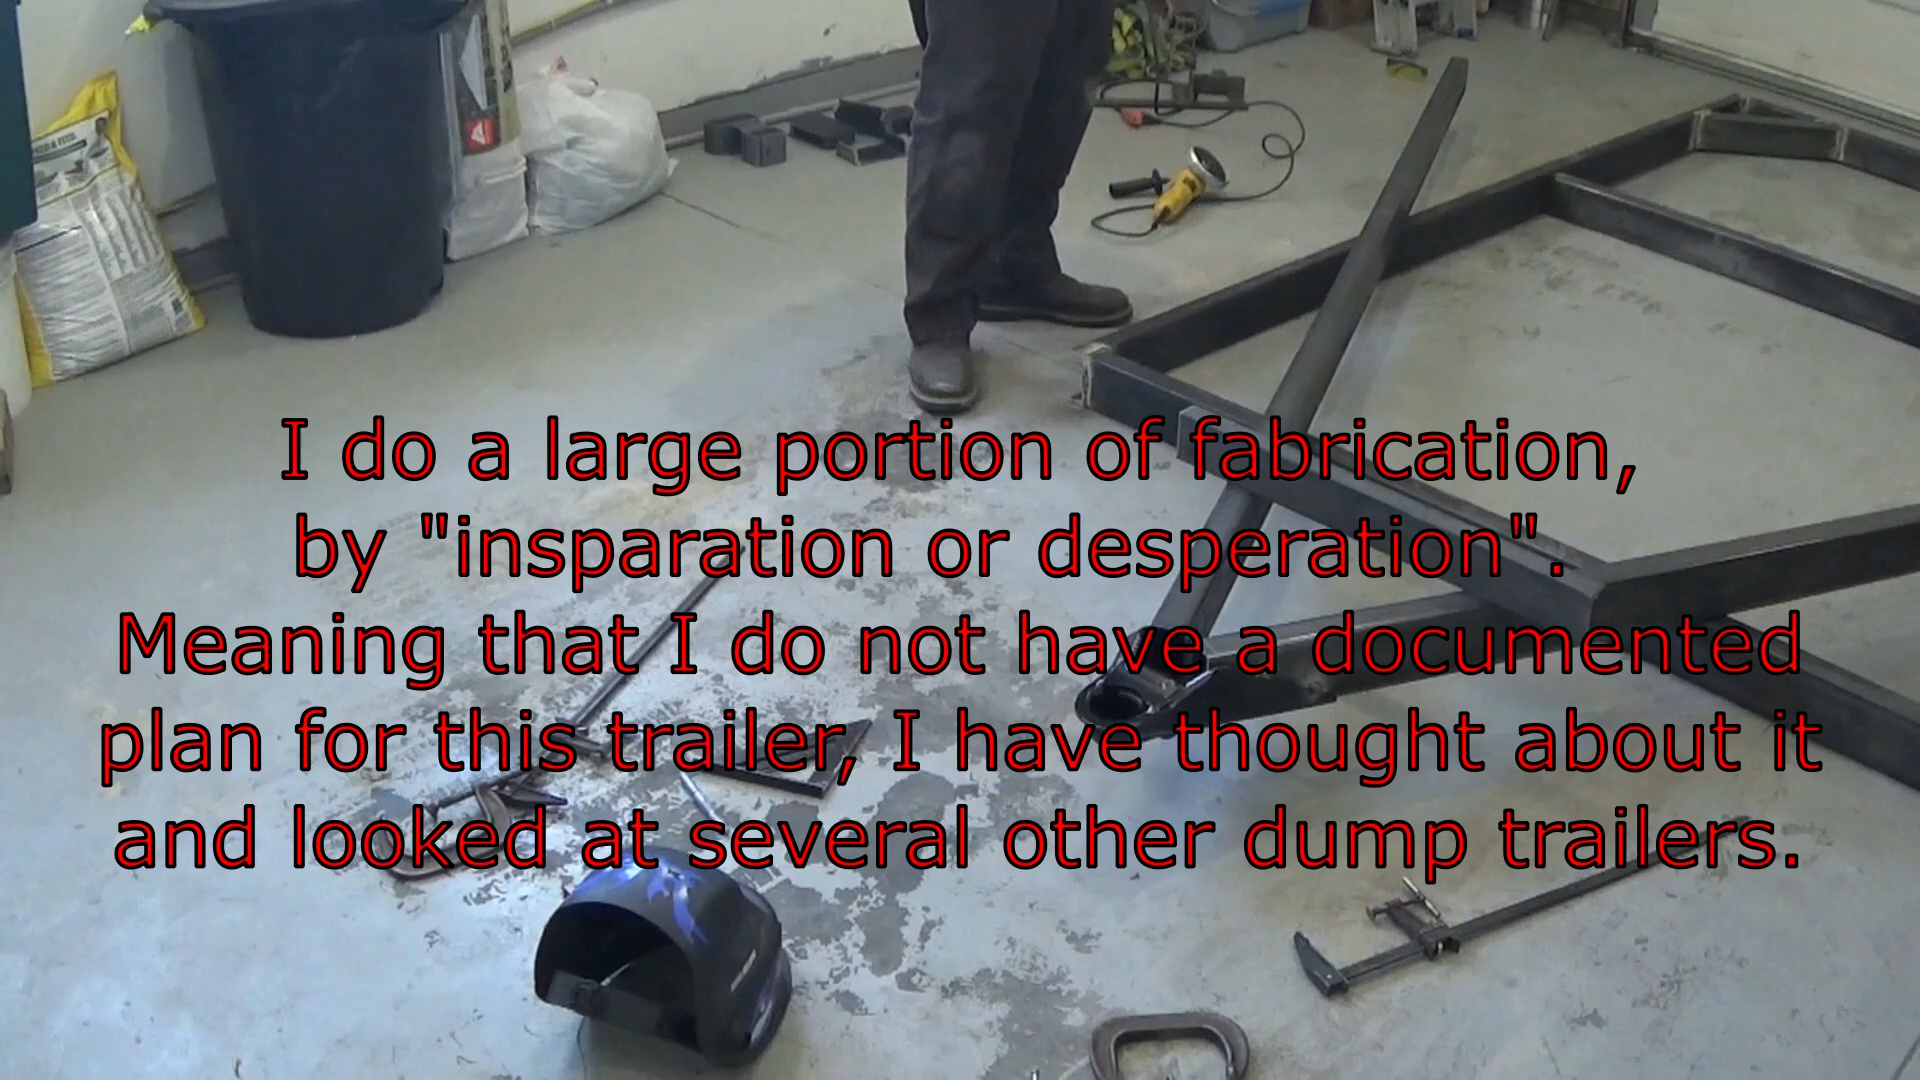 I do a large portion of fabrication,
by "insparation or desperation".
Meaning that I do not have a documented
plan for this trailer, I have thought about it
and looked at several other dump trailers.